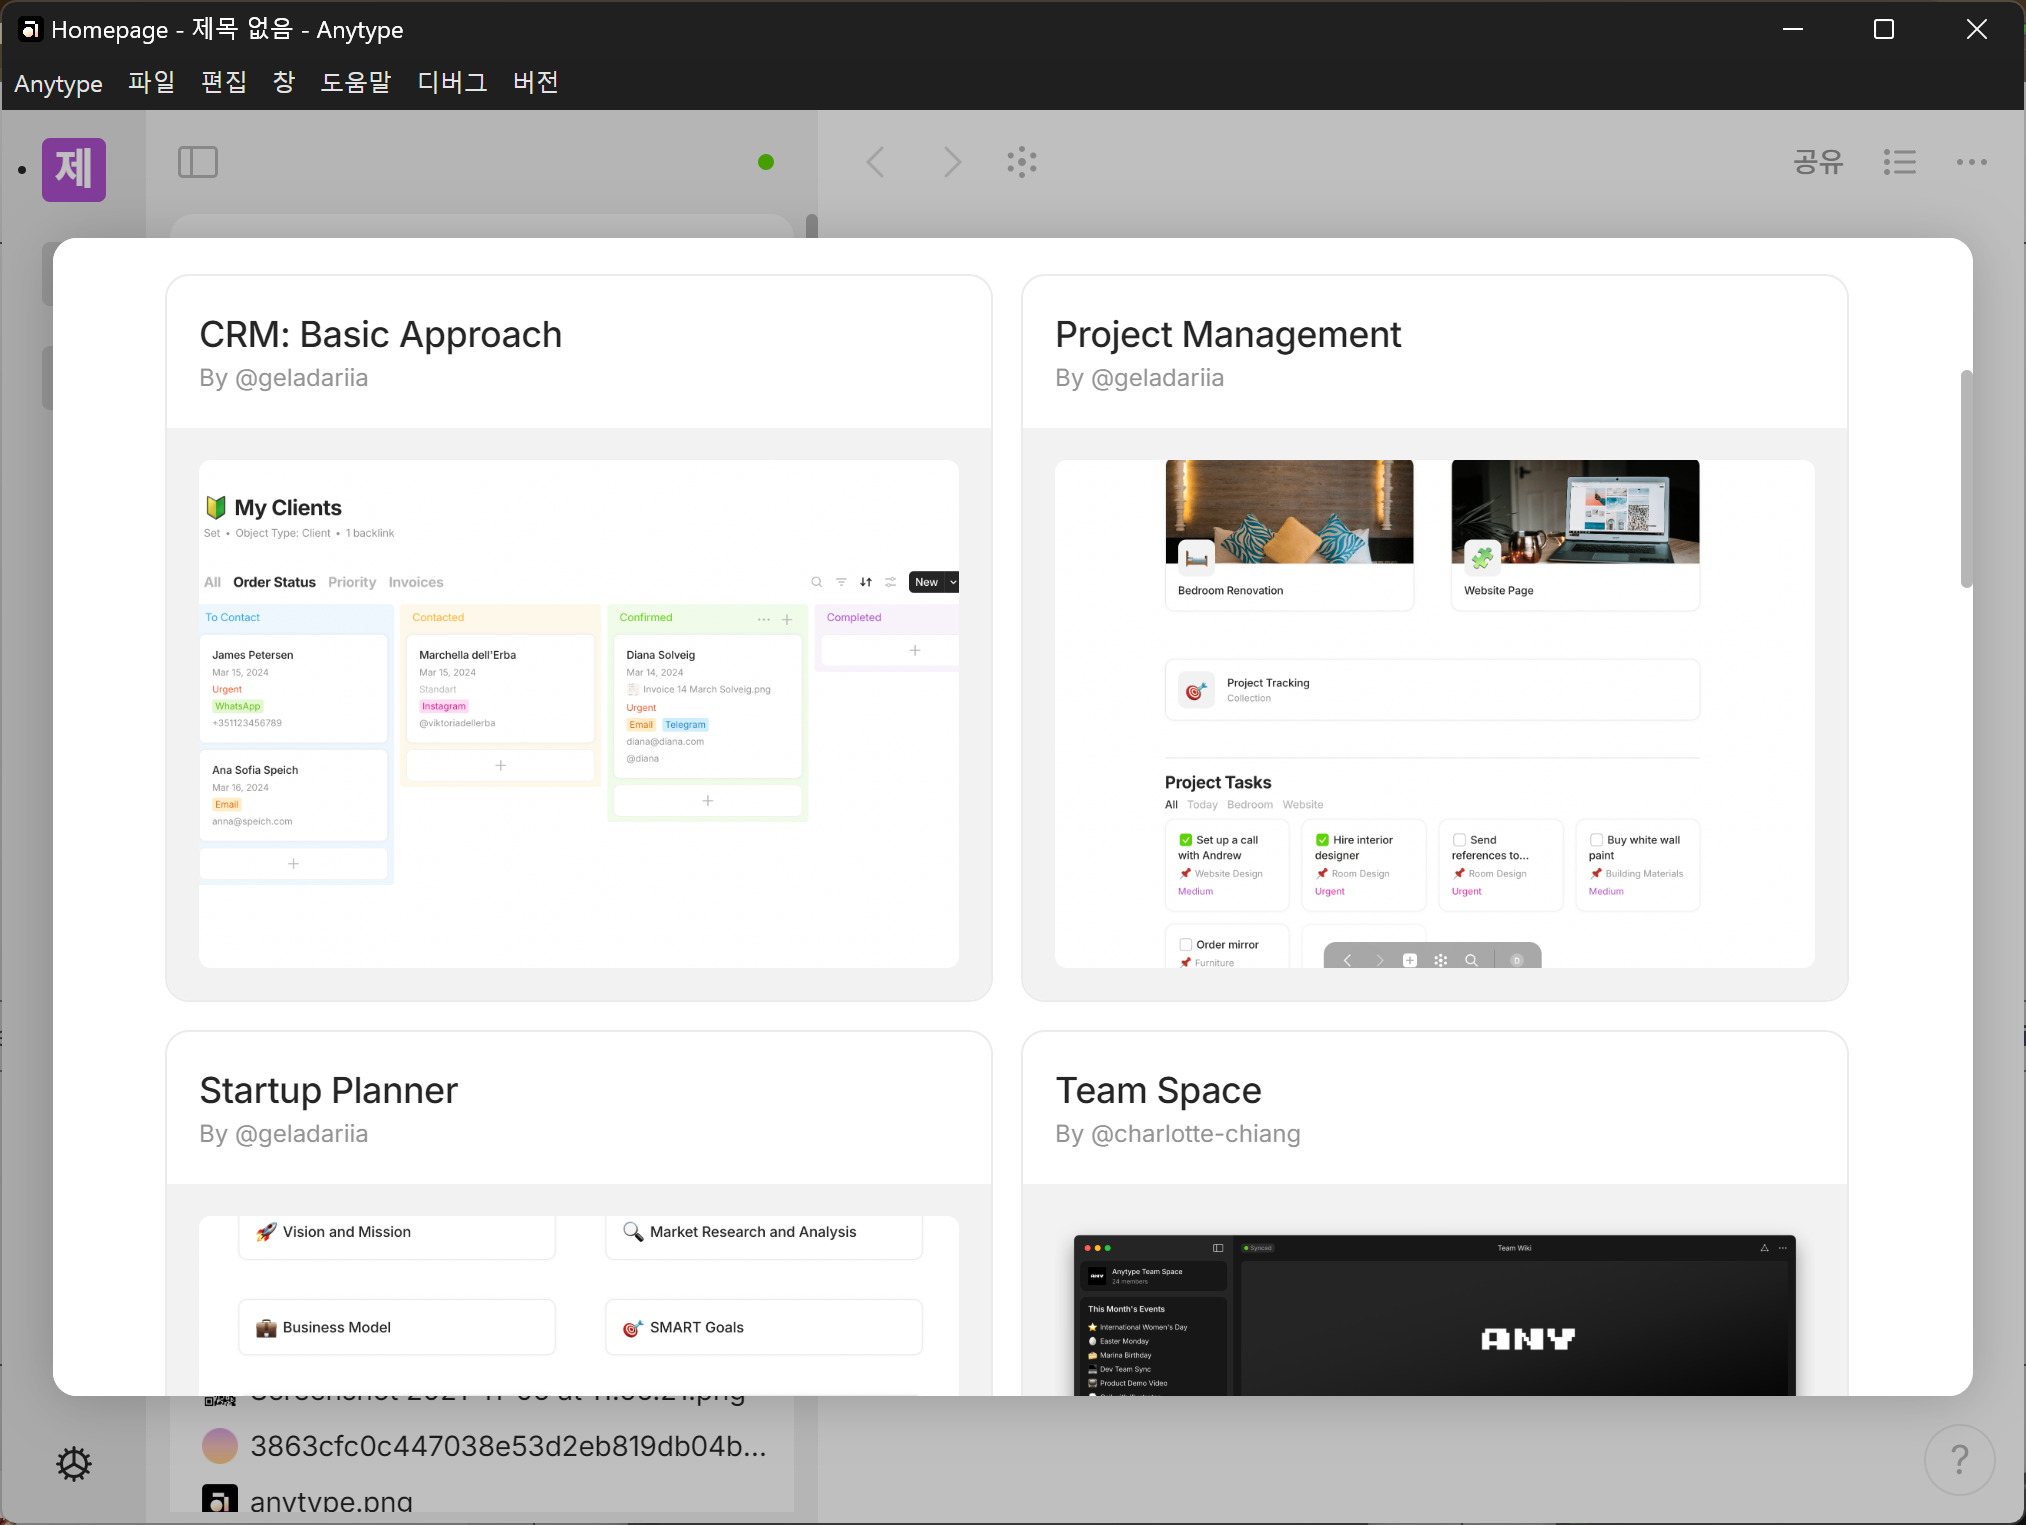 Homepage - 제목 없음 - Anytype
Anytype 파일 편집 창 도움말 디버그 버전
제
공유
CRM: Basic Approach
By @geladariia
My Clients
Set • Object Type: Client • 1 backlink
All Order Status Priority Invoices
New
To Contact
James Petersen
Mar 15, 2024
Urgent
WhatsApp
+351123456789
Ana Sofia Speich
Mar 16, 2024
Email
anna@speich.com
Contacted
Marchella dell'Erba
Mar 15, 2024
Standart
Instagram
@viktoriadellerba
Confirmed
Diana Solveig
Mar 14, 2024
Invoice 14 March Solveig.png
Urgent
Email Telegram
diana@diana.com
@diana
Completed
Project Management
By @geladariia
Bedroom Renovation
Website Page
Project Tracking
Collection
Project Tasks
All Today Bedroom Website
Set up a call
with Andrew
Website Design
Medium
Hire interior
designer
Room Design
Urgent
Send
references to...
Room Design
Urgent
Buy white wall
paint
Building Materials
Medium
Order mirror
Furniture
Startup Planner
By @geladariia
Vision and Mission
Market Research and Analysis
Business Model
SMART Goals
Team Space
By @charlotte-chiang
Synced
Team Wiki
Anytype Team Space
24 members
This Month's Events
International Women's Day
Easter Monday
Marina Birthday
Dev Team Sync
Product Demo Video
ANY
3863cfc0c447038e53d2eb819db04b...
anytype.png
?